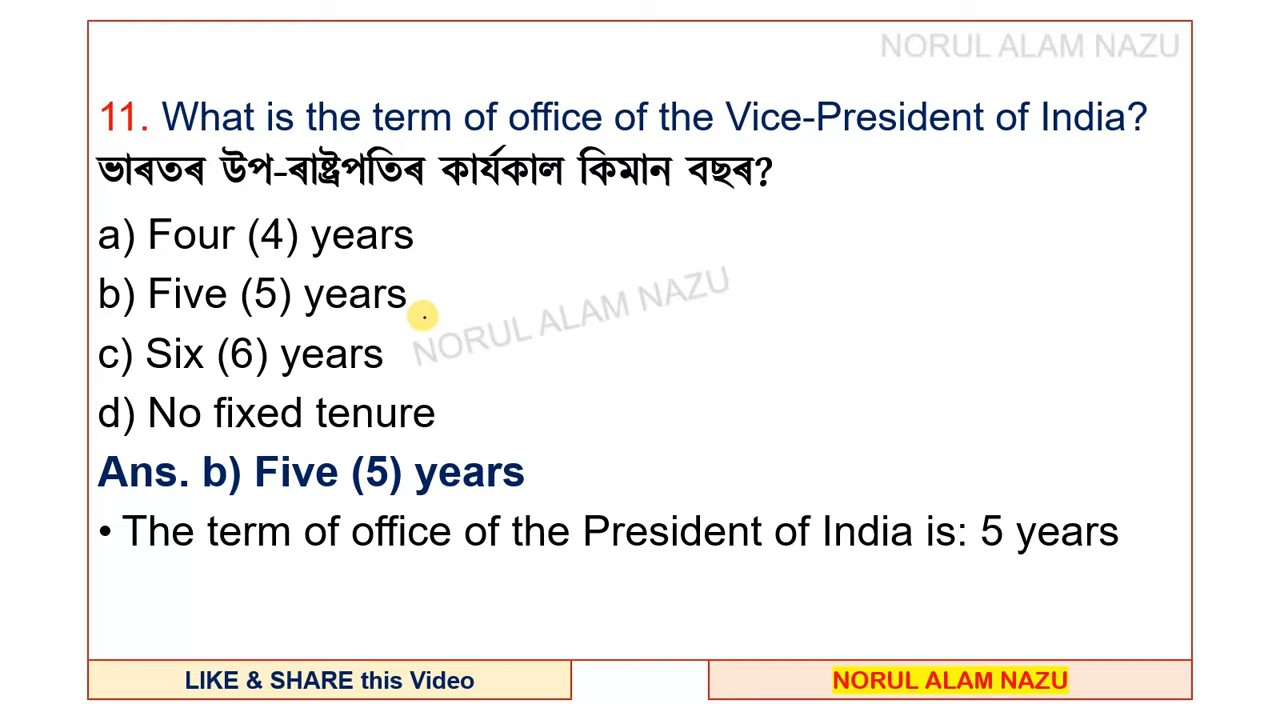 NORUL ALAM NAZU
11. What is the term of office of the Vice-President of India?
ভাৰতৰ উপ-ৰাষ্ট্ৰপতিৰ কাৰ্যকাল কিমান বছৰ?
a) Four (4) years
b) Five (5) years
NORUL ALAM NAZU
c) Six (6) years
d) No fixed tenure
Ans. b) Five (5) years
• The term of office of the President of India is: 5 years
LIKE & SHARE this Video
NORUL ALAM NAZU